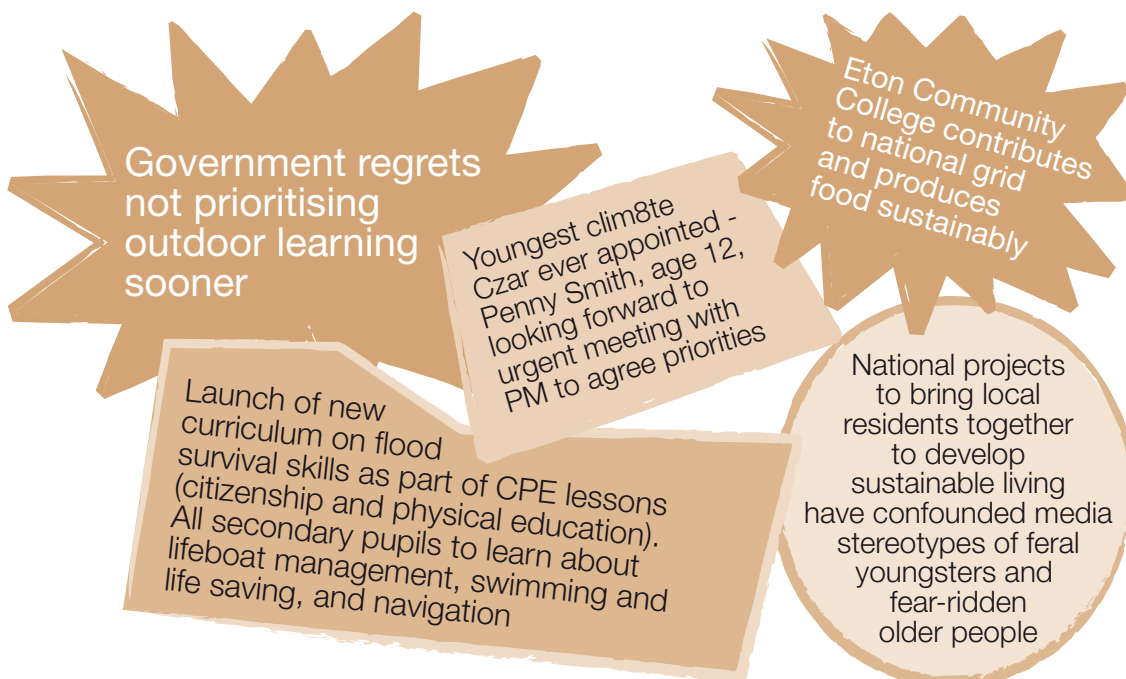 Government regrets
not prioritising
outdoor learning
sooner
Youngest clim8te
Czar ever appointed -
Penny Smith, age 12,
looking forward to
urgent meeting with
PM to agree priorities
Eton Community
College contributes
to national grid
and produces
food sustainably
Launch of new
curriculum on flood
survival skills as part of CPE lessons
(citizenship and physical education).
All secondary pupils to learn about
lifeboat management, swimming and
life saving, and navigation
National projects
to bring local
residents together
to develop
sustainable living
have confounded media
stereotypes of feral
youngsters and
fear-ridden
older people